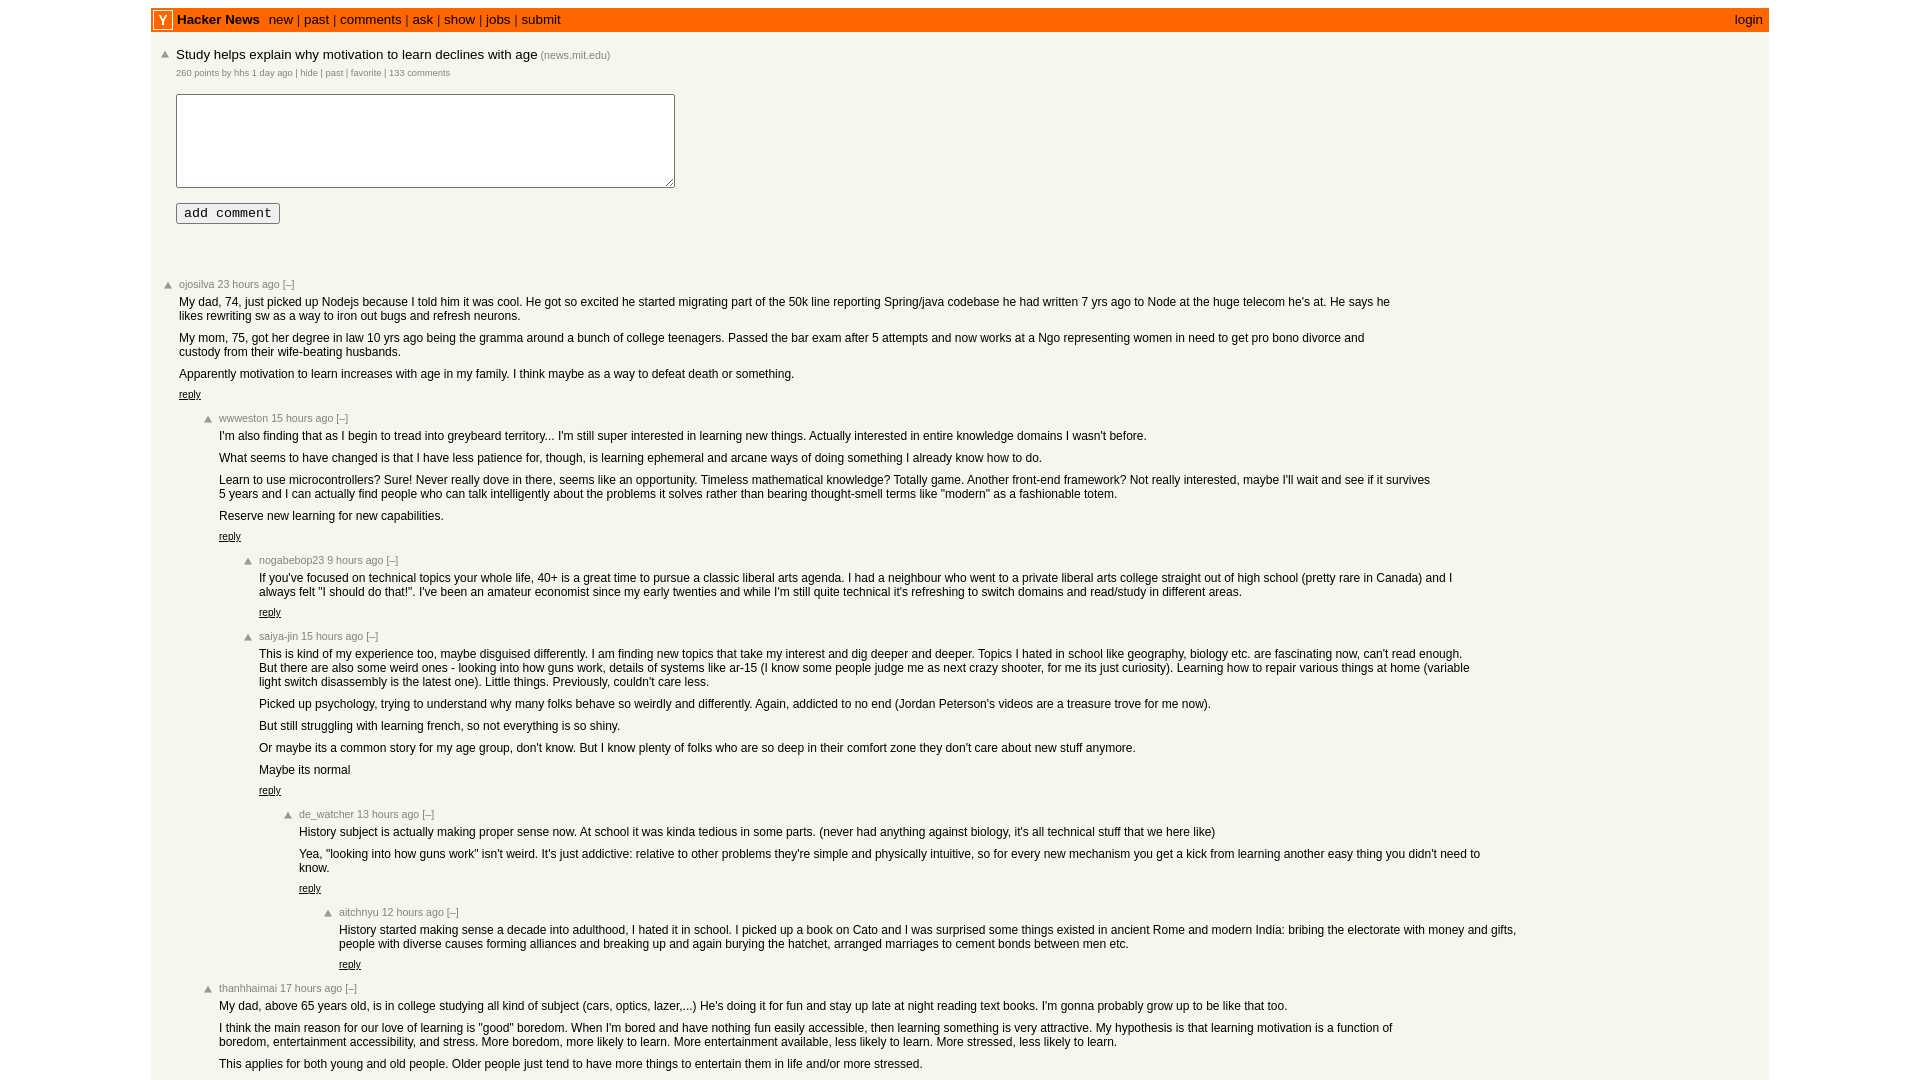 Y Hacker News new | past | comments | ask | show | jobs | submit login
Study helps explain why motivation to learn declines with age (news.mit.edu)
260 points by hhs 1 day ago | hide | past | favorite | 133 comments
add comment
ojosilva 23 hours ago [–]
My dad, 74, just picked up Nodejs because I told him it was cool. He got so excited he started migrating part of the 50k line reporting Spring/java codebase he had written 7 yrs ago to Node at the huge telecom he's at. He says he
likes rewriting sw as a way to iron out bugs and refresh neurons.
My mom, 75, got her degree in law 10 yrs ago being the gramma around a bunch of college teenagers. Passed the bar exam after 5 attempts and now works at a Ngo representing women in need to get pro bono divorce and
custody from their wife-beating husbands.
Apparently motivation to learn increases with age in my family. I think maybe as a way to defeat death or something.
reply
wwweston 15 hours ago [–]
I'm also finding that as I begin to tread into greybeard territory... I'm still super interested in learning new things. Actually interested in entire knowledge domains I wasn't before.
What seems to have changed is that I have less patience for, though, is learning ephemeral and arcane ways of doing something I already know how to do.
Learn to use microcontrollers? Sure! Never really dove in there, seems like an opportunity. Timeless mathematical knowledge? Totally game. Another front-end framework? Not really interested, maybe I'll wait and see if it survives
5 years and I can actually find people who can talk intelligently about the problems it solves rather than bearing thought-smell terms like "modern" as a fashionable totem.
Reserve new learning for new capabilities.
reply
nogabebop23 9 hours ago [–]
If you've focused on technical topics your whole life, 40+ is a great time to pursue a classic liberal arts agenda. I had a neighbour who went to a private liberal arts college straight out of high school (pretty rare in Canada) and I
always felt "I should do that!". I've been an amateur economist since my early twenties and while I'm still quite technical it's refreshing to switch domains and read/study in different areas.
reply
saiya-jin 15 hours ago [–]
This is kind of my experience too, maybe disguised differently. I am finding new topics that take my interest and dig deeper and deeper. Topics I hated in school like geography, biology etc. are fascinating now, can't read enough.
But there are also some weird ones - looking into how guns work, details of systems like ar-15 (I know some people judge me as next crazy shooter, for me its just curiosity). Learning how to repair various things at home (variable
light switch disassembly is the latest one). Little things. Previously, couldn't care less.
Picked up psychology, trying to understand why many folks behave so weirdly and differently. Again, addicted to no end (Jordan Peterson's videos are a treasure trove for me now).
But still struggling with learning french, so not everything is so shiny.
Or maybe its a common story for my age group, don't know. But I know plenty of folks who are so deep in their comfort zone they don't care about new stuff anymore.
Maybe its normal
reply
de_watcher 13 hours ago [–]
History subject is actually making proper sense now. At school it was kinda tedious in some parts. (never had anything against biology, it's all technical stuff that we here like)
Yea, "looking into how guns work" isn't weird. It's just addictive: relative to other problems they're simple and physically intuitive, so for every new mechanism you get a kick from learning another easy thing you didn't need to
know.
reply
aitchnyu 12 hours ago [–]
History started making sense a decade into adulthood, I hated it in school. I picked up a book on Cato and I was surprised some things existed in ancient Rome and modern India: bribing the electorate with money and gifts,
people with diverse causes forming alliances and breaking up and again burying the hatchet, arranged marriages to cement bonds between men etc.
reply
thanhhaimai 17 hours ago [–]
My dad, above 65 years old, is in college studying all kind of subject (cars, optics, lazer,...) He's doing it for fun and stay up late at night reading text books. I'm gonna probably grow up to be like that too.
I think the main reason for our love of learning is "good" boredom. When I'm bored and have nothing fun easily accessible, then learning something is very attractive. My hypothesis is that learning motivation is a function of
boredom, entertainment accessibility, and stress. More boredom, more likely to learn. More entertainment available, less likely to learn. More stressed, less likely to learn.
This applies for both young and old people. Older people just tend to have more things to entertain them in life and/or more stressed.